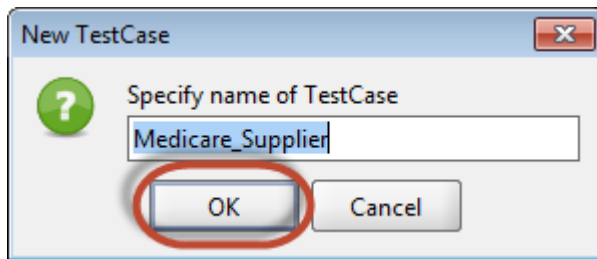 New TestCase
Specify name of TestCase
Medicare_Supplier
OK Cancel